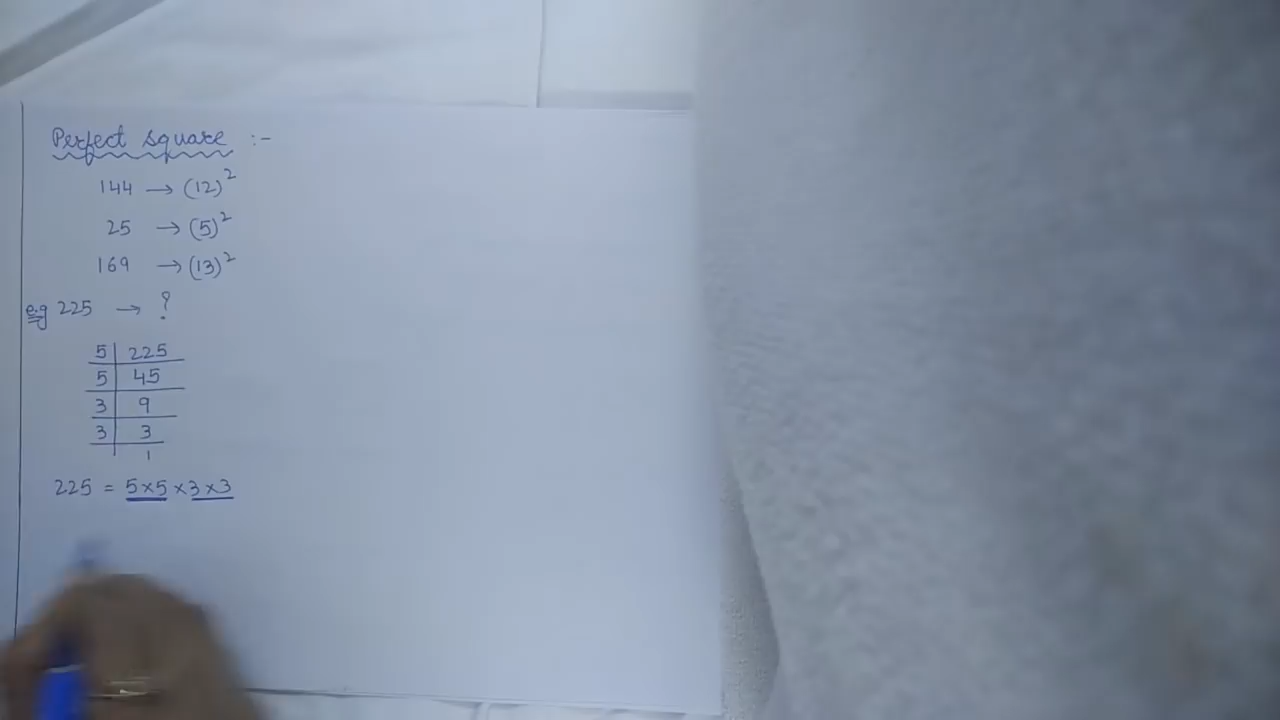 Perfect square :-
144 → (12)²
25 → (5)²
169 → (13)²
e.g 225 → ?
5 | 225
5 | 45
3 | 9
3 | 3
1
225 = 5×5 × 3×3